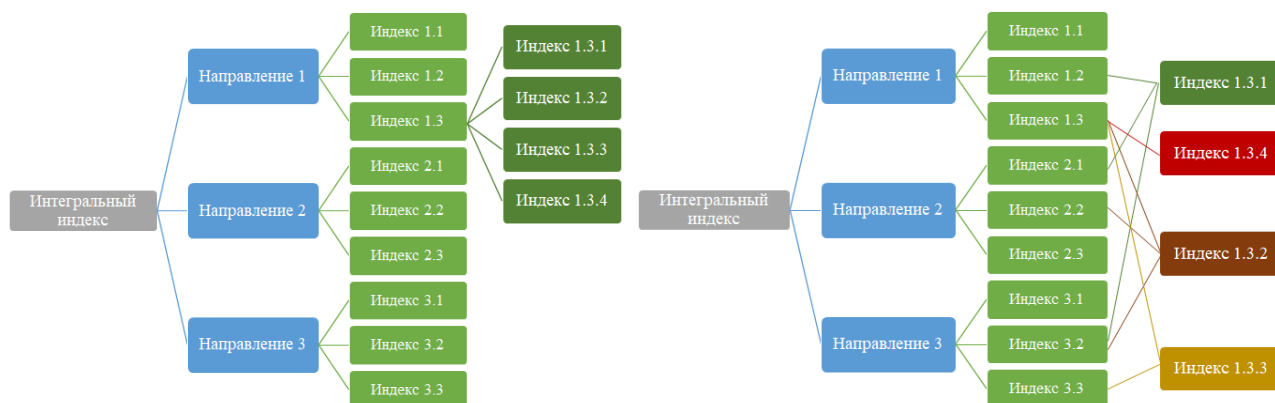 Интегральный
индекс
Направление 1
Направление 2
Направление 3
Индекс 1.1
Индекс 1.2
Индекс 1.3
Индекс 2.1
Индекс 2.2
Индекс 2.3
Индекс 3.1
Индекс 3.2
Индекс 3.3
Индекс 1.3.1
Индекс 1.3.2
Индекс 1.3.3
Индекс 1.3.4
Интегральный
индекс
Направление 1
Направление 2
Направление 3
Индекс 1.1
Индекс 1.2
Индекс 1.3
Индекс 2.1
Индекс 2.2
Индекс 2.3
Индекс 3.1
Индекс 3.2
Индекс 3.3
Индекс 1.3.1
Индекс 1.3.4
Индекс 1.3.2
Индекс 1.3.3